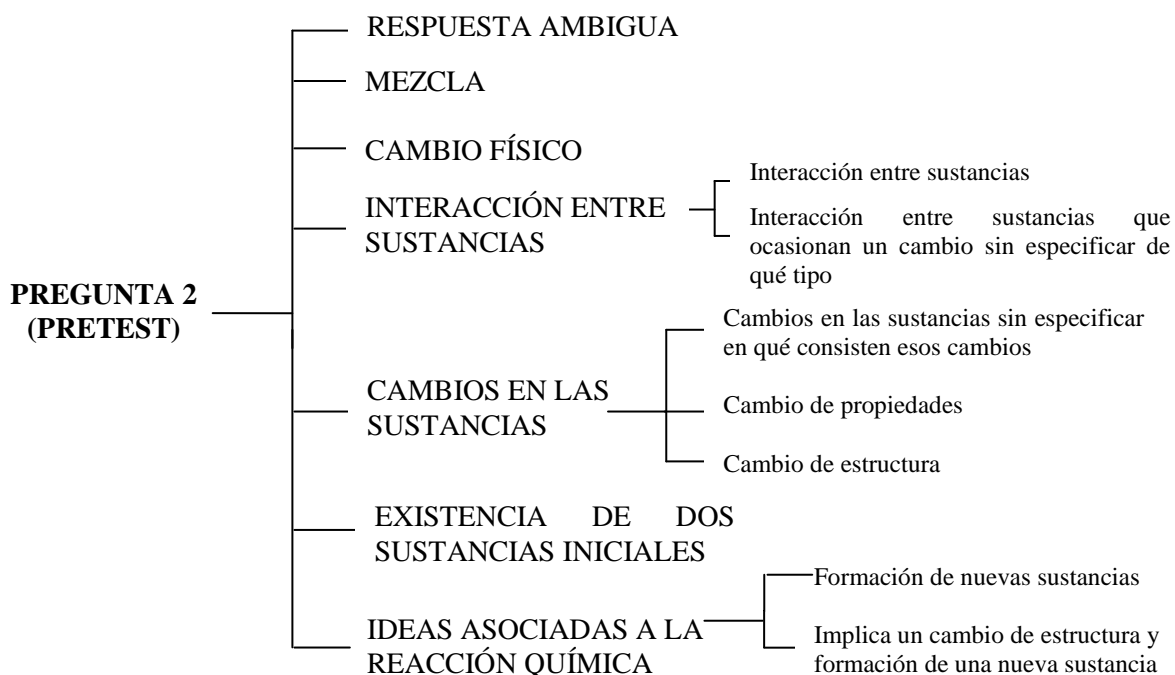 RESPUESTA AMBIGUA
MEZCLA
CAMBIO FÍSICO
INTERACCIÓN ENTRE
SUSTANCIAS
Interacción entre sustancias
Interacción entre sustancias que
ocasionan un cambio sin especificar de
qué tipo
PREGUNTA 2
(PRETEST)
CAMBIOS EN LAS
SUSTANCIAS
Cambios en las sustancias sin especificar
en qué consisten esos cambios
Cambio de propiedades
Cambio de estructura
EXISTENCIA DE DOS
SUSTANCIAS INICIALES
IDEAS ASOCIADAS A LA
REACCIÓN QUÍMICA
Formación de nuevas sustancias
Implica un cambio de estructura y
formación de una nueva sustancia